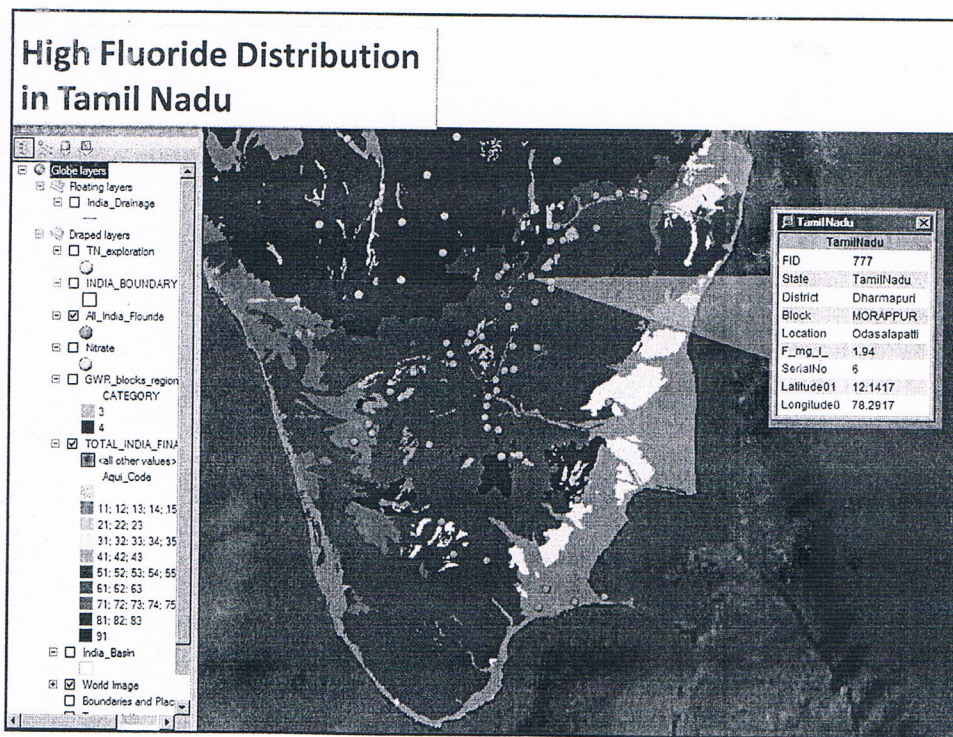 High Fluoride Distribution
in Tamil Nadu
Globe layers
Floating layers
India_Drainage
Draped layers
TN_exploration
INDIA_BOUNDARY
All_India_Flouride
Nitrate
GWR_blocks_region
CATEGORY
3
4
TOTAL_INDIA_FINA
<all other values>
Aqui_Code
11; 12; 13; 14; 15
21; 22; 23
31; 32; 33; 34; 35
41; 42; 43
51; 52; 53; 54; 55
61; 62; 63
71; 72; 73; 74; 75
81; 82; 83
91
India_Basin
World Image
Boundaries and Plac
TamilNadu
TamilNadu
FID 777
State TamilNadu
District Dharmapuri
Block MORAPPUR
Location Odasalapatti
F_mg_l_ 1.94
SerialNo 6
Latitude01 12.1417
Longitude0 78.2917